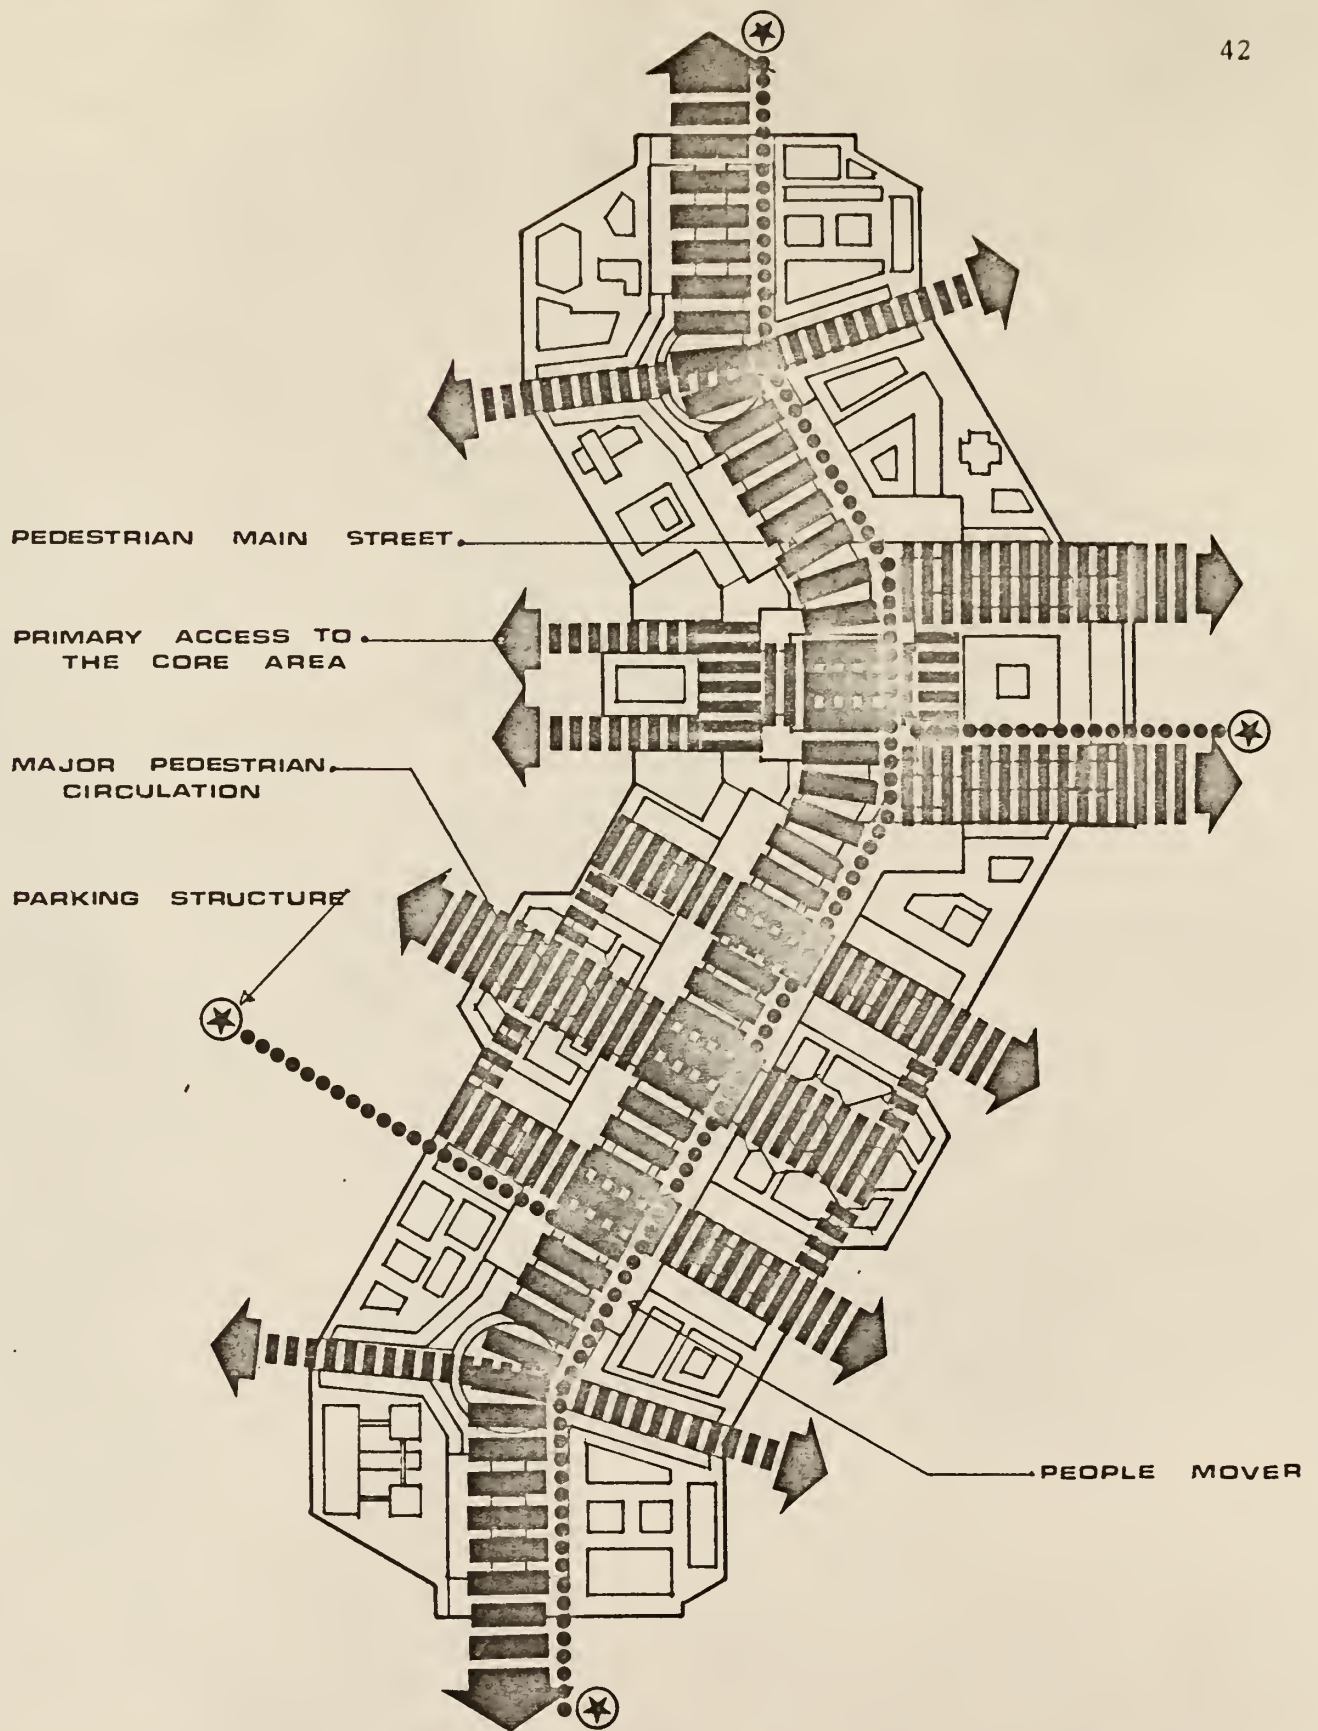 42
PEDESTRIAN MAIN STREET
PRIMARY ACCESS TO
THE CORE AREA
MAJOR PEDESTRIAN
CIRCULATION
PARKING STRUCTURE
PEOPLE MOVER